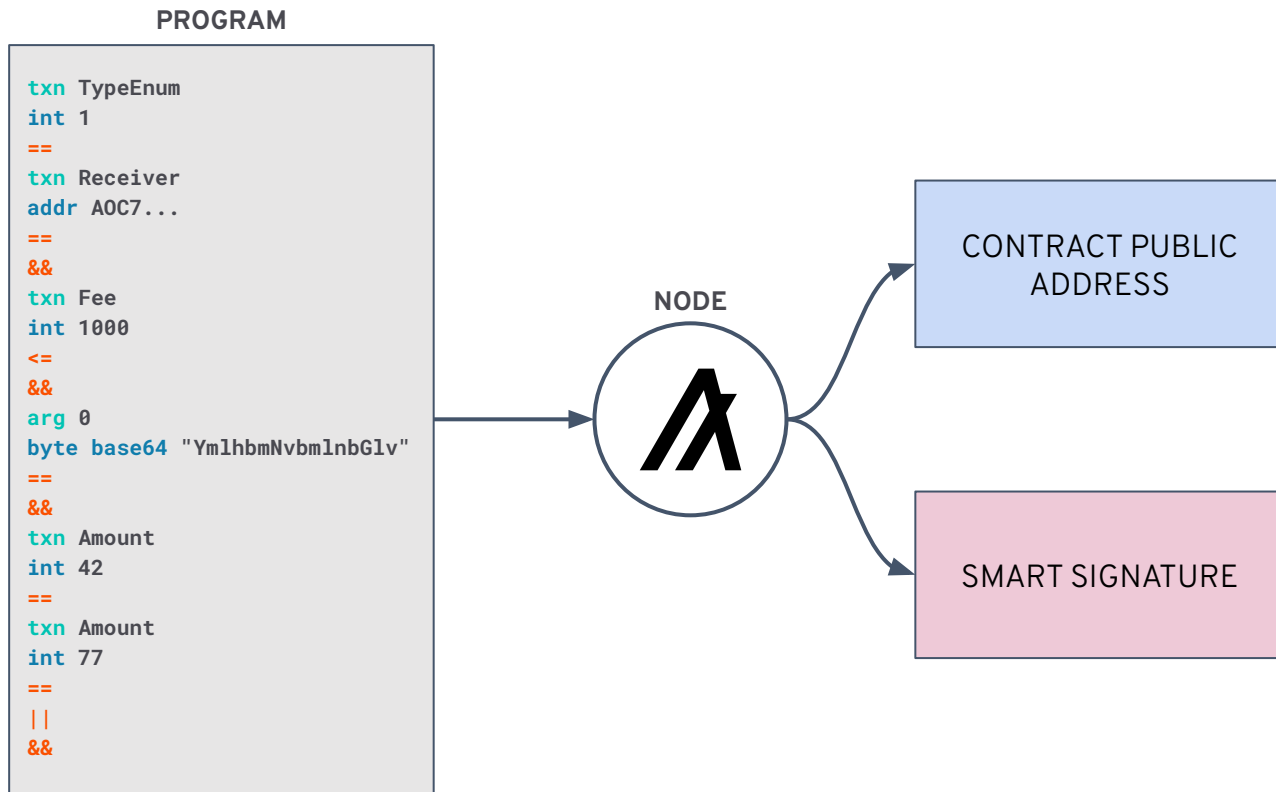 PROGRAM
txn TypeEnum
int 1
==
txn Receiver
addr AOC7...
==
&&
txn Fee
int 1000
<=
&&
arg 0
byte base64 "YmlhbmNvbmlnbGlv"
==
&&
txn Amount
int 42
==
txn Amount
int 77
==
||
&&
NODE
CONTRACT PUBLIC
ADDRESS
SMART SIGNATURE